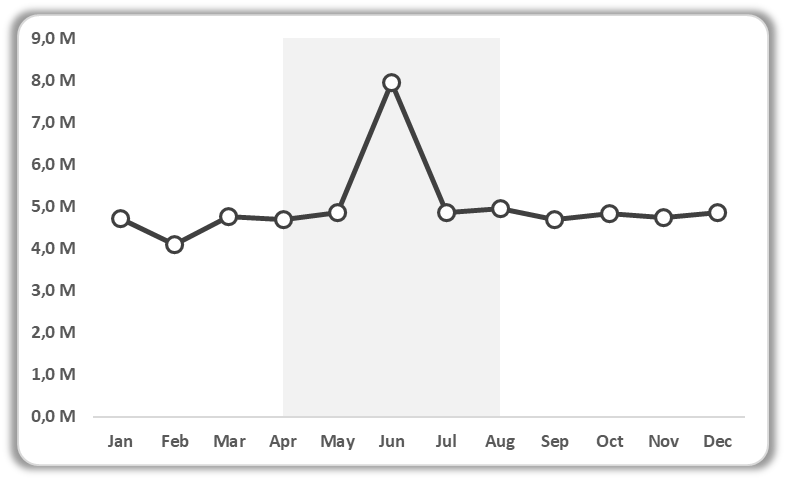 9,0 M
8,0 M
7,0 M
6,0 M
5,0 M
4,0 M
3,0 M
2,0 M
1,0 M
0,0 M
Jan Feb Mar Apr May Jun Jul Aug Sep Oct Nov Dec